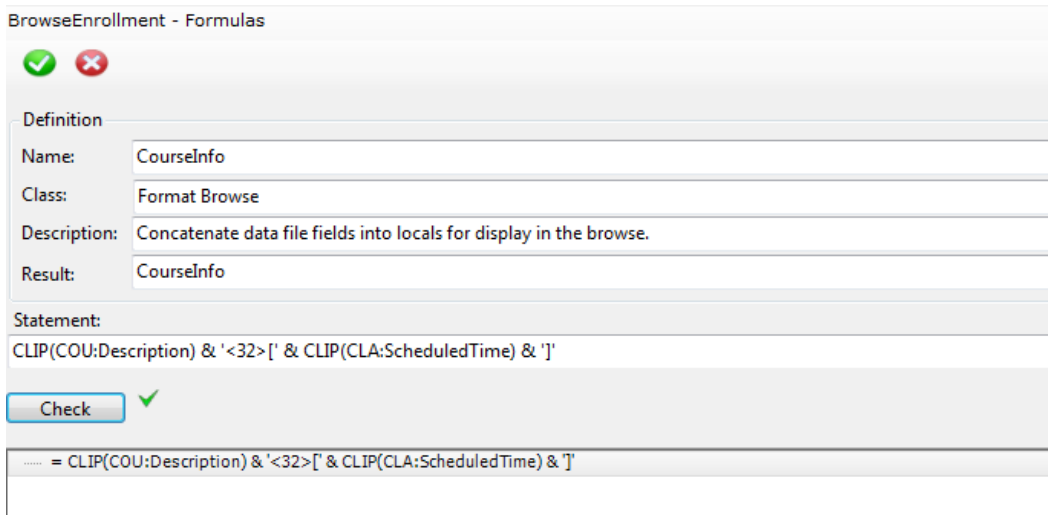 BrowseEnrollment - Formulas
Definition
Name: CourseInfo
Class: Format Browse
Description: Concatenate data file fields into locals for display in the browse.
Result: CourseInfo
Statement:
CLIP(COU:Description) & '<32>[' & CLIP(CLA:ScheduledTime) & ']'
Check
= CLIP(COU:Description) & '<32>[' & CLIP(CLA:ScheduledTime) & ']'